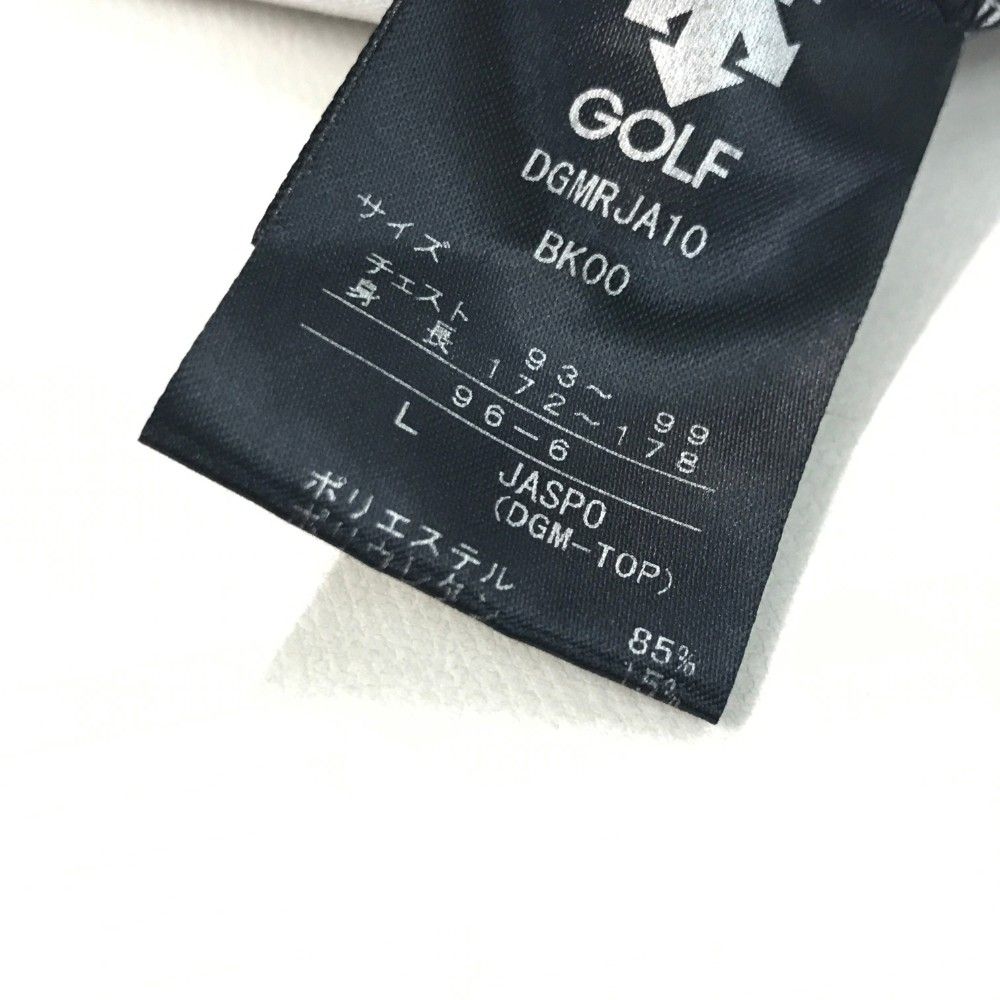 GOLF
DGMRJA10
BK00
サイズ
チェスト 93～ 99
身 長 172～178
96-6
L
JASPO
(DGM-TOP)
ポリエステル 85%
15%